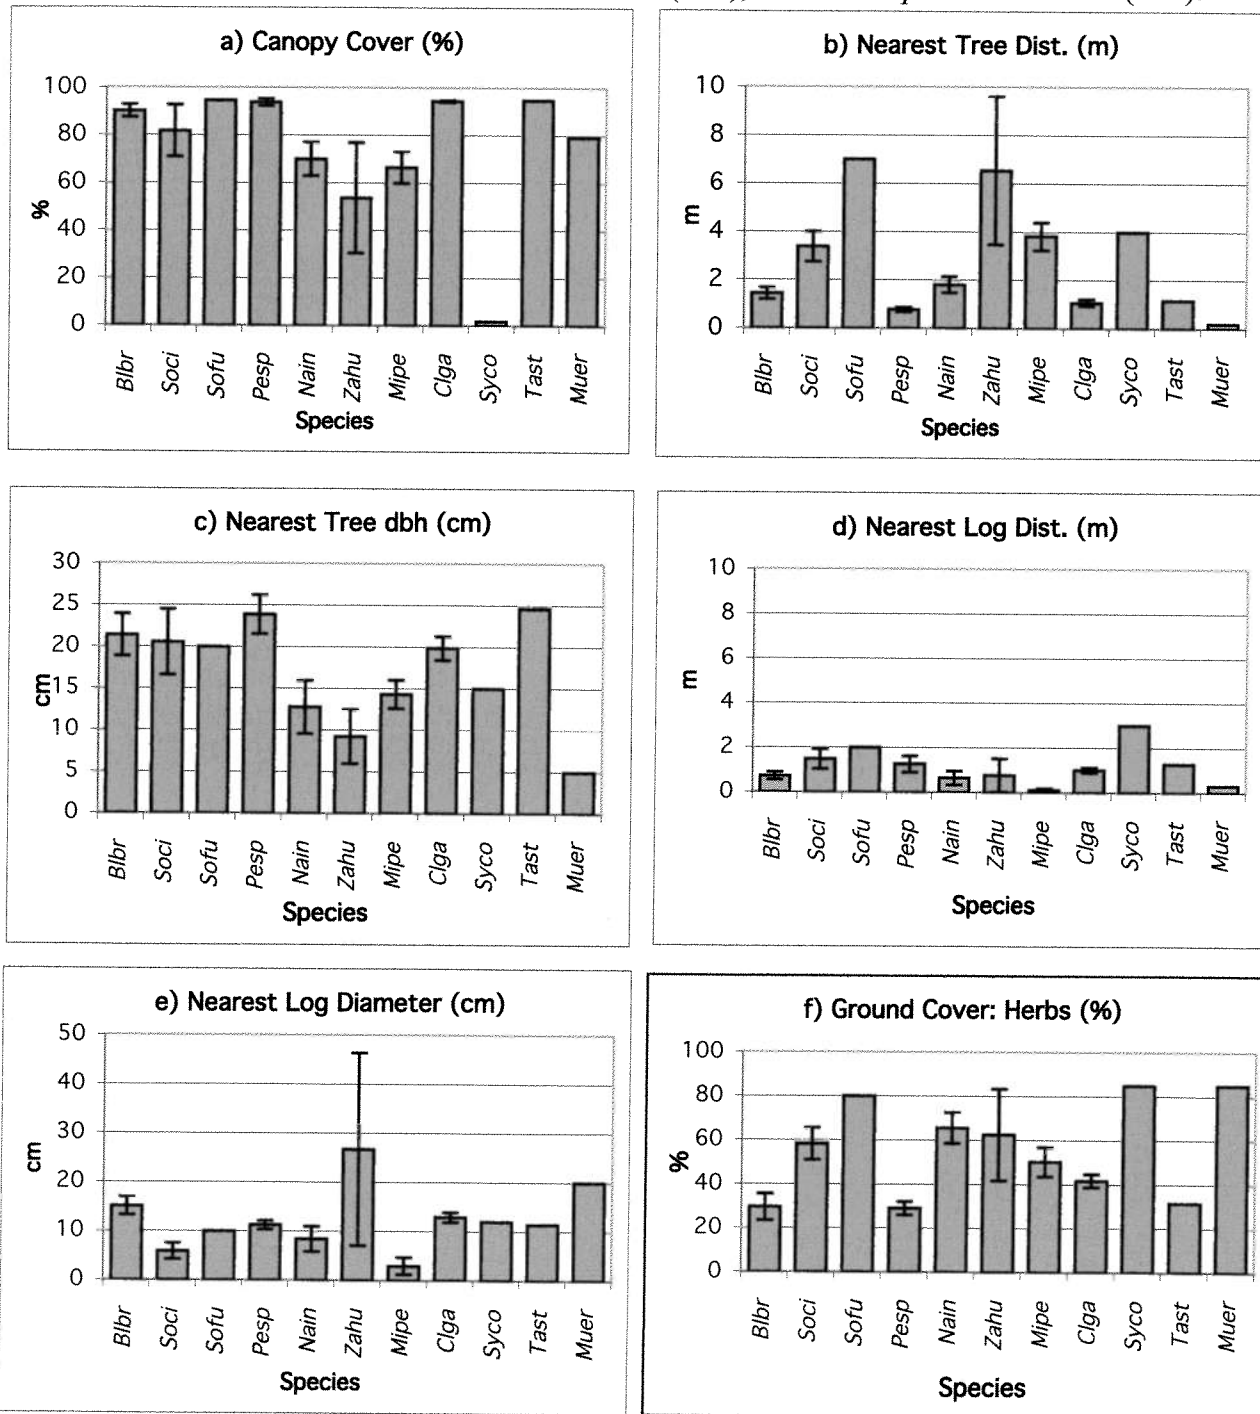 a) Canopy Cover (%)
100
80
60
40
20
0
%
Blbr Soci Sofu Pesp Nain Zahu Mipe Clga Syco Tast Muer
Species
b) Nearest Tree Dist. (m)
10
8
6
4
2
0
m
Blbr Soci Sofu Pesp Nain Zahu Mipe Clga Syco Tast Muer
Species
c) Nearest Tree dbh (cm)
30
25
20
15
10
5
0
cm
Blbr Soci Sofu Pesp Nain Zahu Mipe Clga Syco Tast Muer
Species
d) Nearest Log Dist. (m)
10
8
6
4
2
0
m
Blbr Soci Sofu Pesp Nain Zahu Mipe Clga Syco Tast Muer
Species
e) Nearest Log Diameter (cm)
50
40
30
20
10
0
cm
Blbr Soci Sofu Pesp Nain Zahu Mipe Clga Syco Tast Muer
Species
f) Ground Cover: Herbs (%)
100
80
60
40
20
0
%
Blbr Soci Sofu Pesp Nain Zahu Mipe Clga Syco Tast Muer
Species